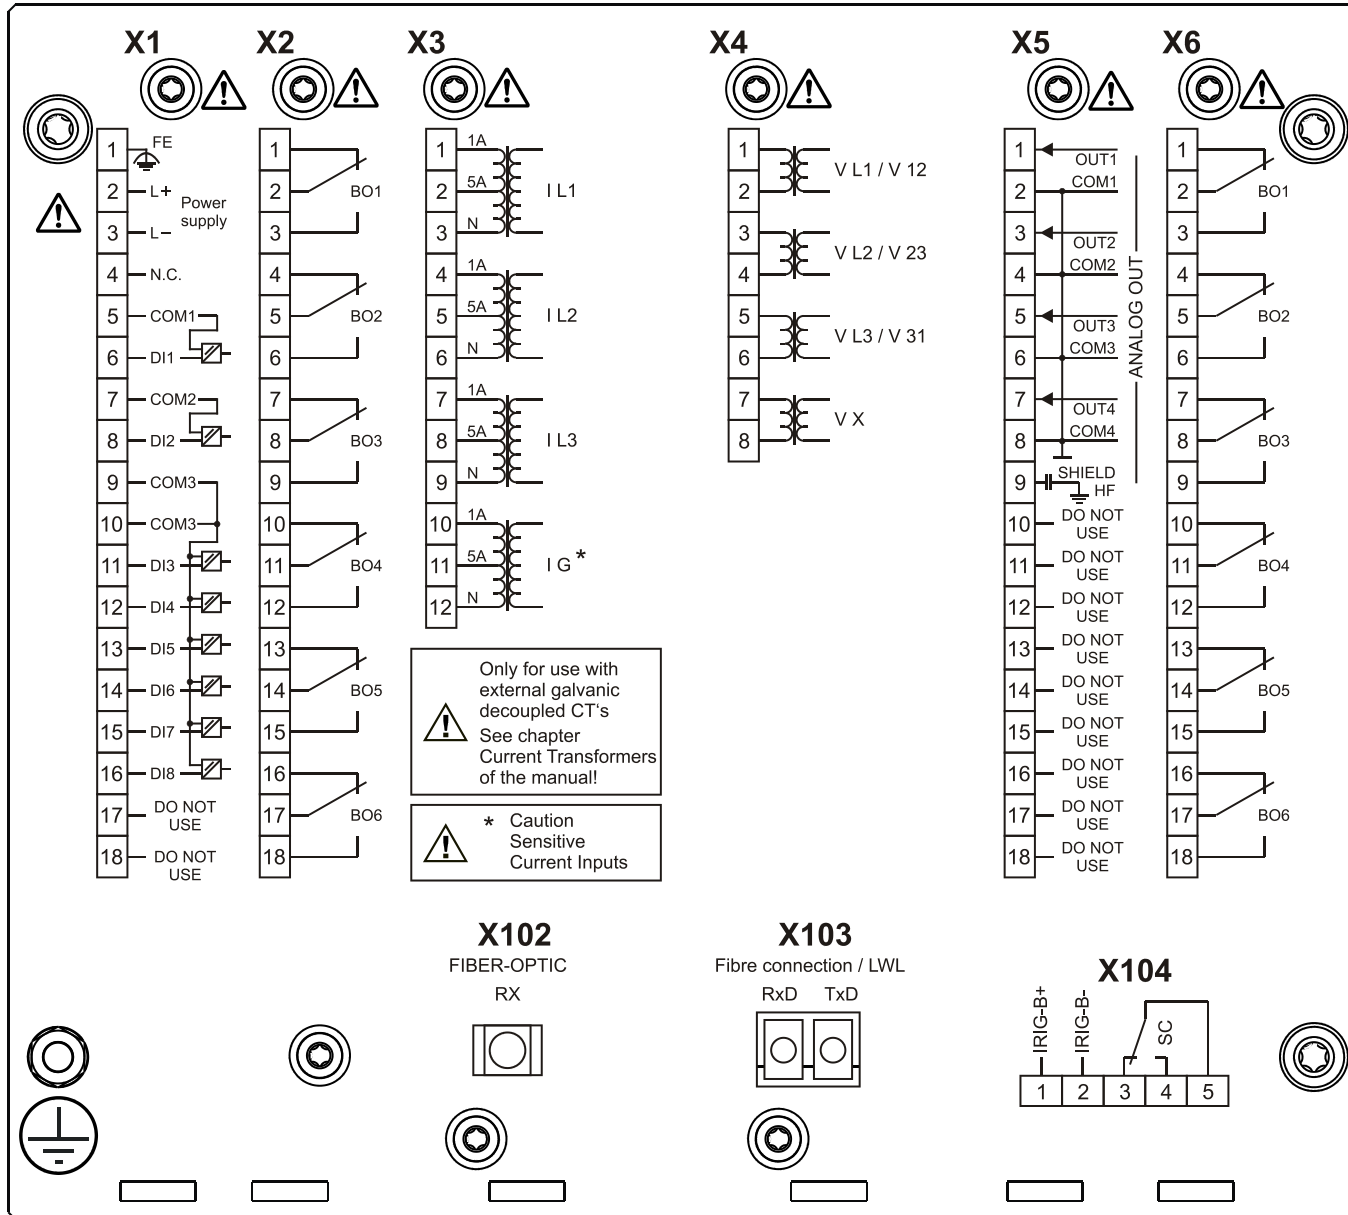 X1
X2
X3
X4
X5
X6
1 FE
2 L+
Power
supply
3 L−
4 N.C.
5 COM1
6 DI1
7 COM2
8 DI2
9 COM3
10 COM3
11 DI3
12 DI4
13 DI5
14 DI6
15 DI7
16 DI8
17 DO NOT
USE
18 DO NOT
USE
1
2 BO1
3
4
5 BO2
6
7
8 BO3
9
10
11 BO4
12
13
14 BO5
15
16
17 BO6
18
1 1A
2 5A I L1
3 N
4 1A
5 5A I L2
6 N
7 1A
8 5A I L3
9 N
10 1A
11 5A I G *
12 N
Only for use with
external galvanic
decoupled CT‘s
See chapter
Current Transformers
of the manual!
* Caution
Sensitive
Current Inputs
1
V L1 / V 12
2
3
V L2 / V 23
4
5
V L3 / V 31
6
7
V X
8
1 OUT1
2 COM1
3 OUT2
4 COM2
5 OUT3
6 COM3
7 OUT4
8 COM4
ANALOG OUT
9 SHIELD
HF
10 DO NOT
USE
11 DO NOT
USE
12 DO NOT
USE
13 DO NOT
USE
14 DO NOT
USE
15 DO NOT
USE
16 DO NOT
USE
17 DO NOT
USE
18 DO NOT
USE
1
2 BO1
3
4
5 BO2
6
7
8 BO3
9
10
11 BO4
12
13
14 BO5
15
16
17 BO6
18
X102
FIBER-OPTIC
RX
X103
Fibre connection / LWL
RxD TxD
X104
IRIG-B+
IRIG-B-
SC
1 2 3 4 5